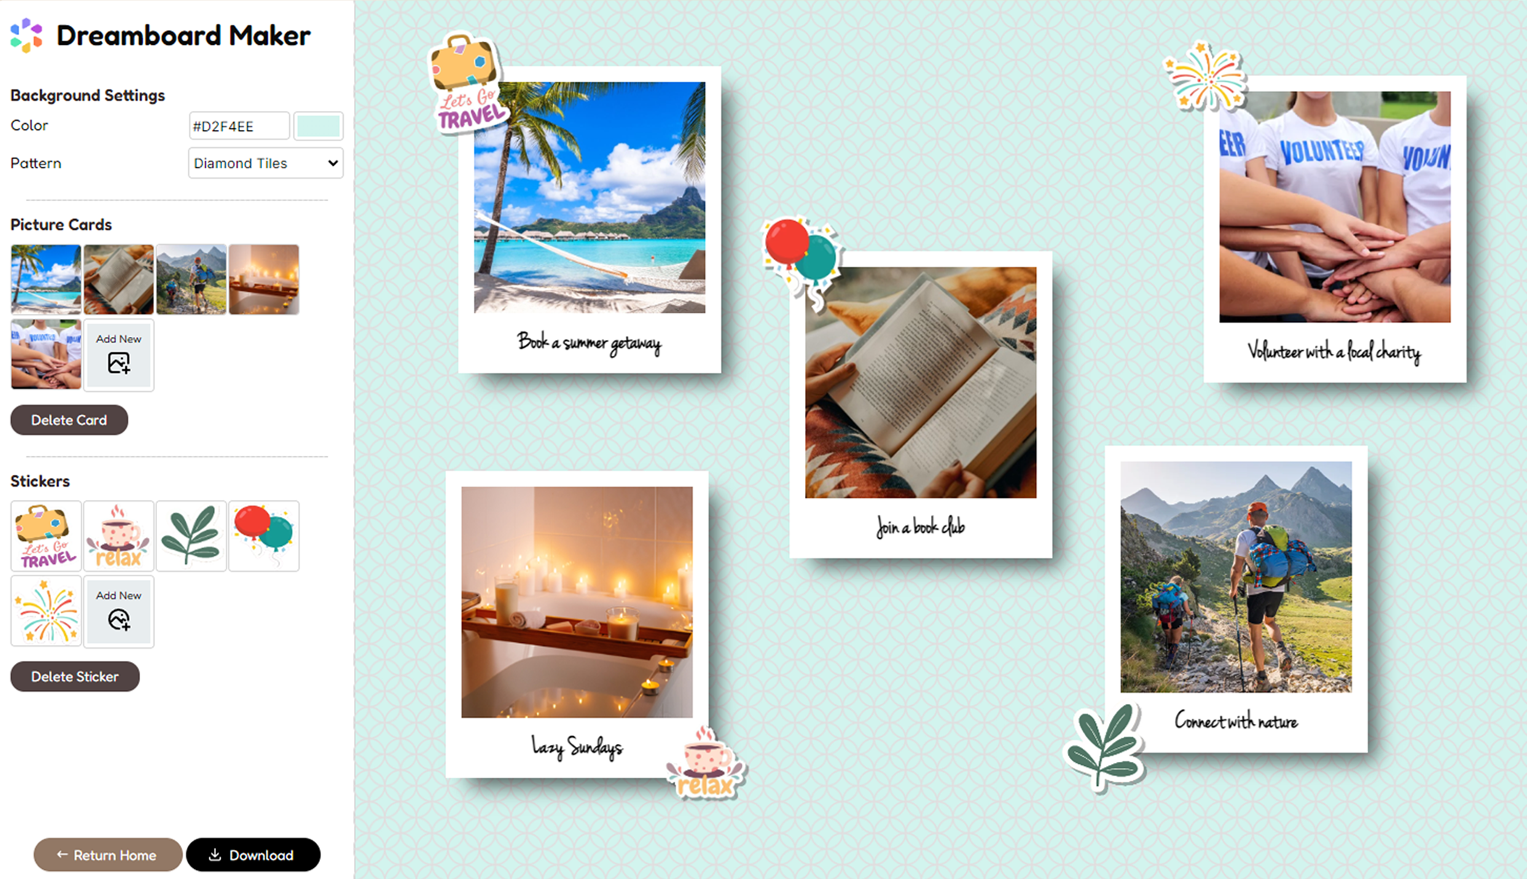 Dreamboard Maker
Background Settings
Color
#D2F4EE
Pattern
Diamond Tiles
Picture Cards
Add New
Delete Card
Stickers
Let's Go
TRAVEL
relax
Add New
Delete Sticker
← Return Home
Download
Let's Go
TRAVEL
Book a summer getaway
Join a book club
EER
VOLUNTEER
VOLUN
Volunteer with a local charity
Lazy Sundays
relax
Connect with nature